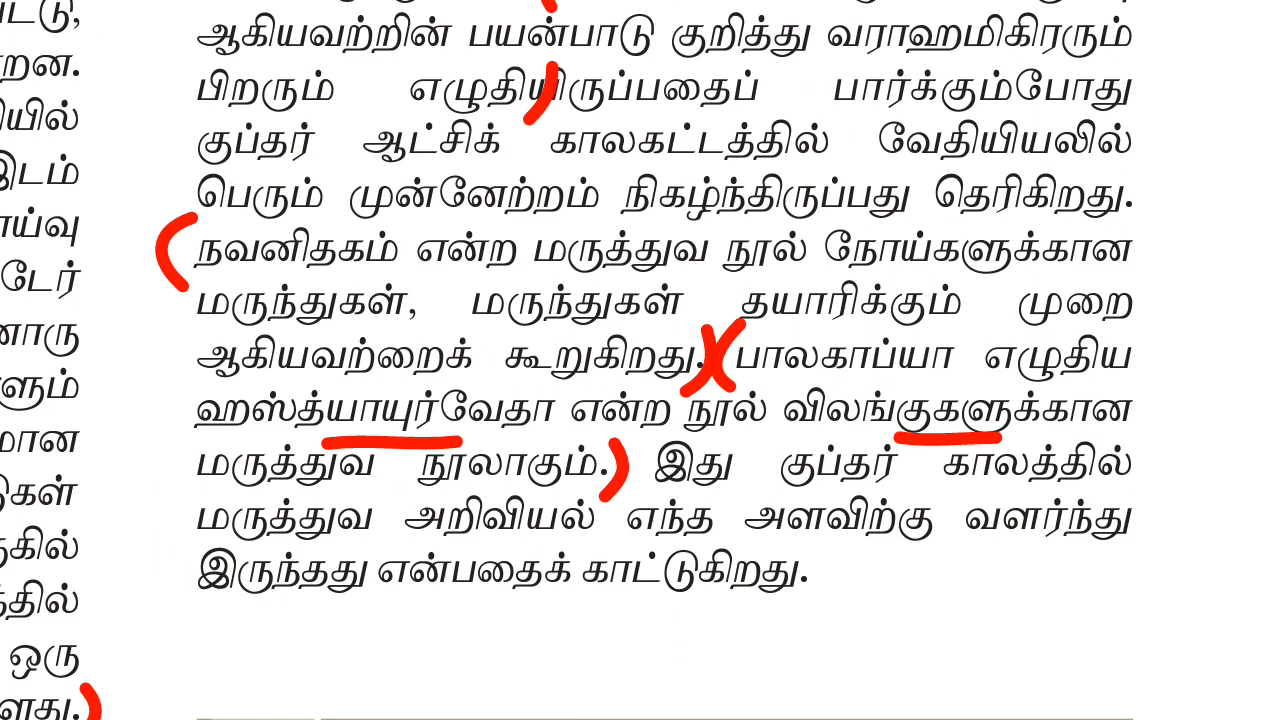 ஆகியவற்றின் பயன்பாடு குறித்து வராஹமிகிரரும்
பிறரும் எழுதியிருப்பதைப் பார்க்கும்போது
குப்தர் ஆட்சிக் காலகட்டத்தில் வேதியியலில்
பெரும் முன்னேற்றம் நிகழ்ந்திருப்பது தெரிகிறது.
நவனிதகம் என்ற மருத்துவ நூல் நோய்களுக்கான
மருந்துகள், மருந்துகள் தயாரிக்கும் முறை
ஆகியவற்றைக் கூறுகிறது. பாலகாப்யா எழுதிய
ஹஸ்த்யாயுர்வேதா என்ற நூல் விலங்குகளுக்கான
மருத்துவ நூலாகும். இது குப்தர் காலத்தில்
மருத்துவ அறிவியல் எந்த அளவிற்கு வளர்ந்து
இருந்தது என்பதைக் காட்டுகிறது.